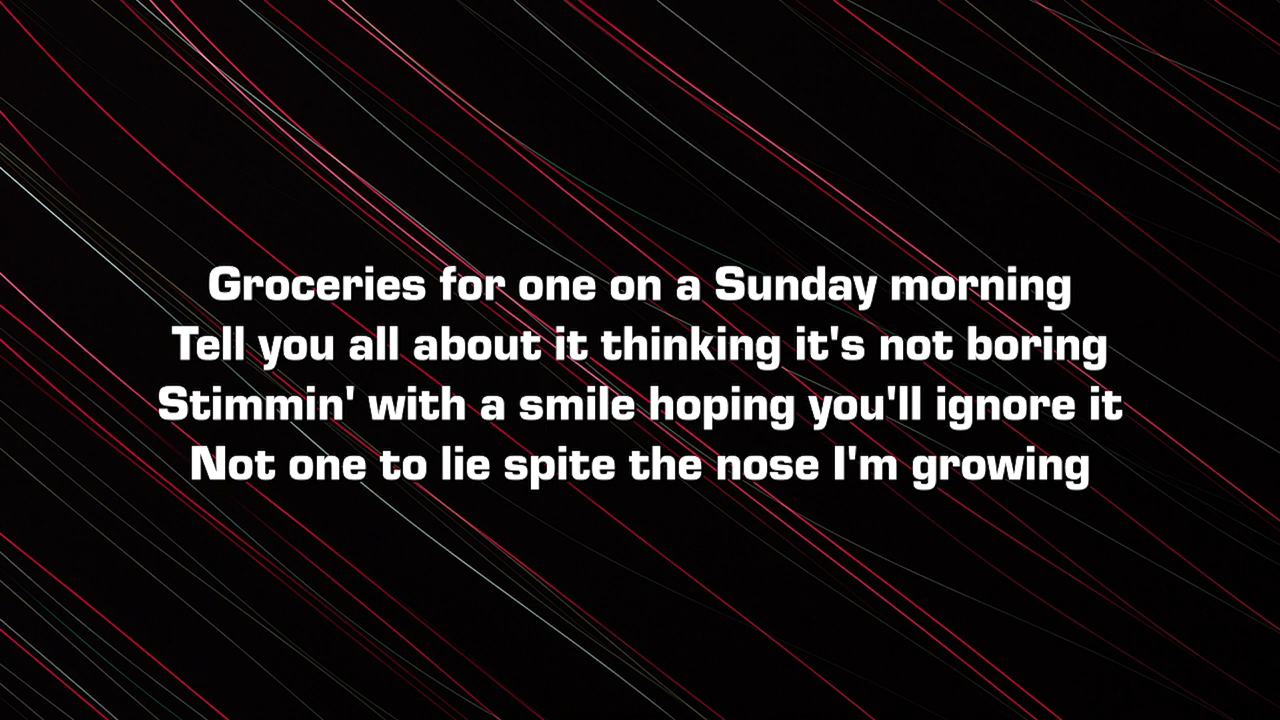 Groceries for one on a Sunday morning
Tell you all about it thinking it's not boring
Stimmin' with a smile hoping you'll ignore it
Not one to lie spite the nose I'm growing